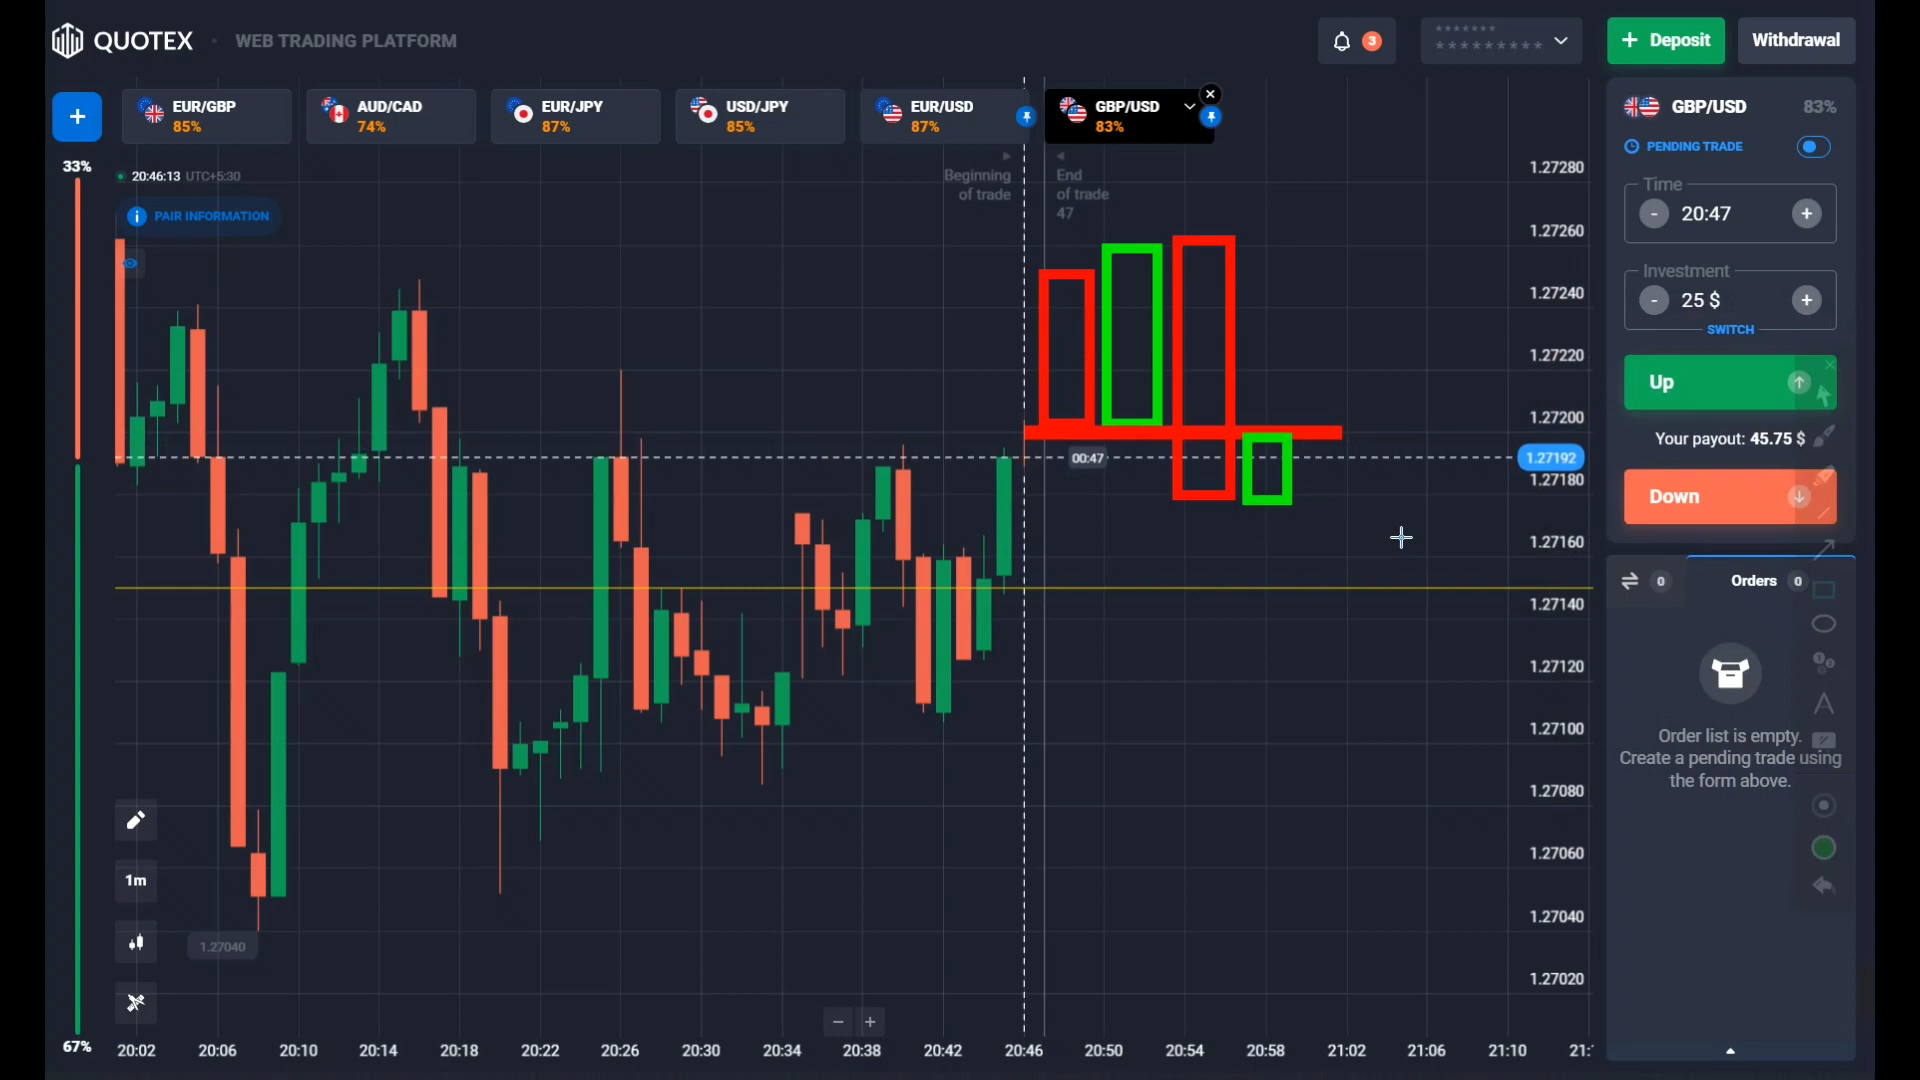 QUOTEX
WEB TRADING PLATFORM
3
*******
*********
+ Deposit
Withdrawal
+
EUR/GBP
85%
AUD/CAD
74%
EUR/JPY
87%
USD/JPY
85%
EUR/USD
87%
GBP/USD
83%
33%
20:46:13 UTC+5:30
PAIR INFORMATION
Beginning
of trade
End
of trade
47
1.27280
1.27260
1.27240
1.27220
1.27200
00:47
1.27192
1.27180
1.27160
1.27140
1.27120
1.27100
1.27080
1.27060
1.27040
1.27020
1m
1.27040
67%
20:02
20:06
20:10
20:14
20:18
20:22
20:26
20:30
20:34
20:38
20:42
20:46
20:50
20:54
20:58
21:02
21:06
21:10
21:
GBP/USD
83%
PENDING TRADE
Time
- 20:47 +
Investment
- 25 $ +
SWITCH
Up
Your payout: 45.75 $
Down
0
Orders 0
Order list is empty.
Create a pending trade using
the form above.